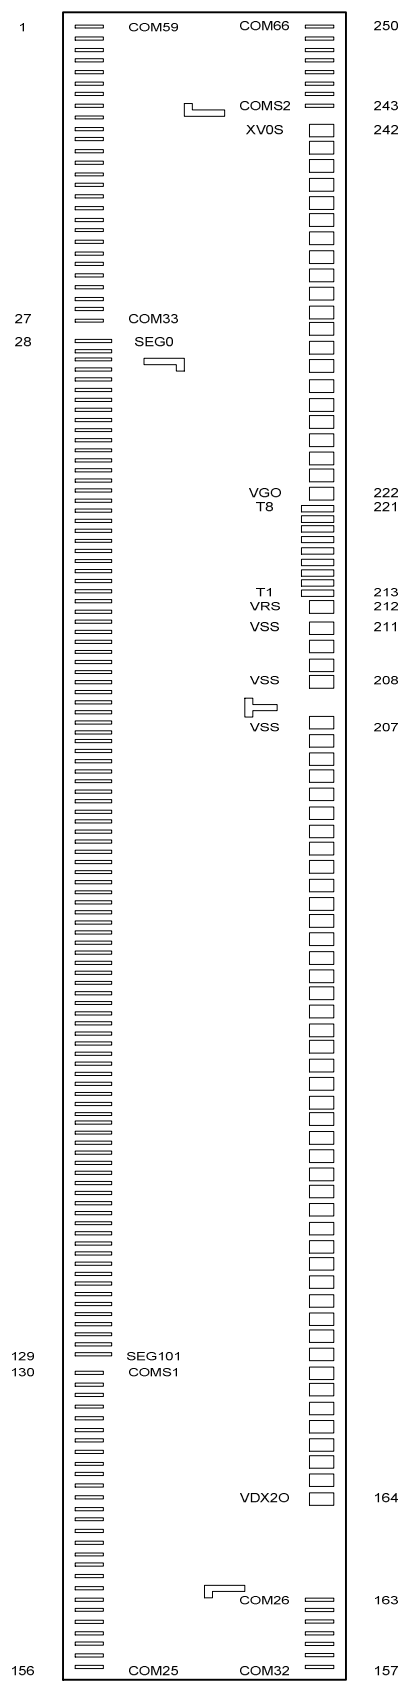 1 COM59 COM66 250
COMS2 243
XV0S 242
27 COM33
28 SEG0
VGO 222
T8 221
T1 213
VRS 212
VSS 211
VSS 208
VSS 207
129 SEG101
130 COMS1
VDX2O 164
COM26 163
156 COM25 COM32 157